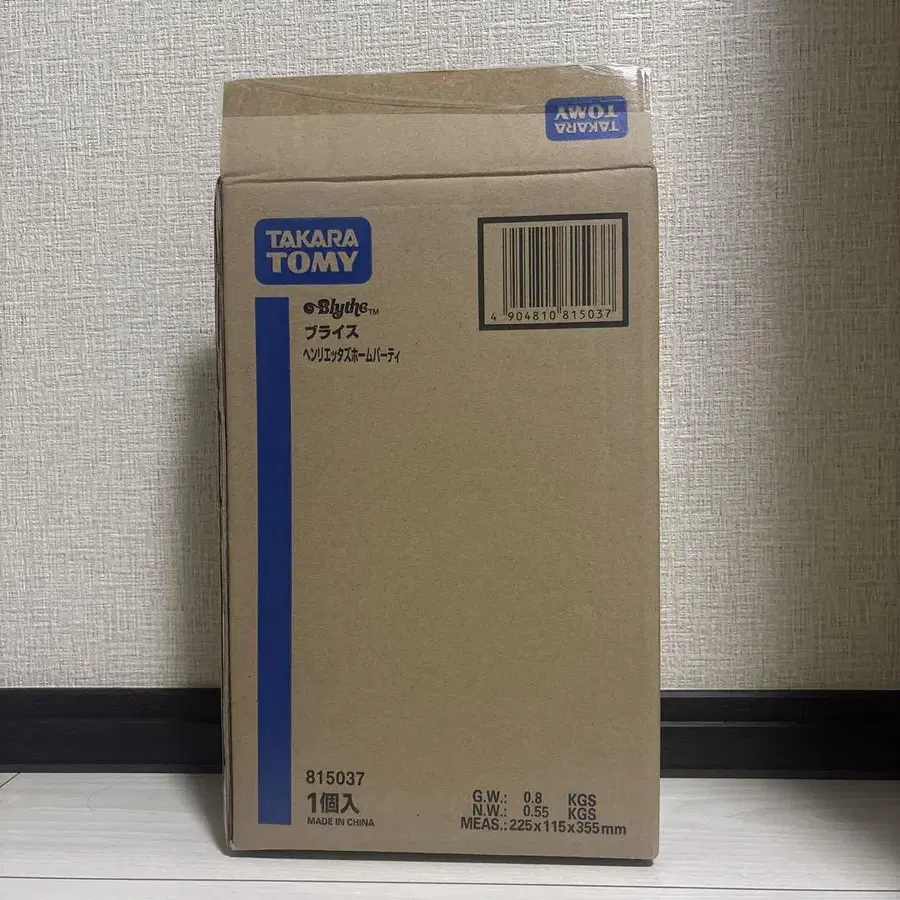 TAKARA
TOMY
TAKARA
TOMY
Blythe™
ブライス
ヘンリエッタズホームパーティ
4 904810 815037
815037
1個入
MADE IN CHINA
G.W.: 0.8 KGS
N.W.: 0.55 KGS
MEAS.: 225x115x355mm